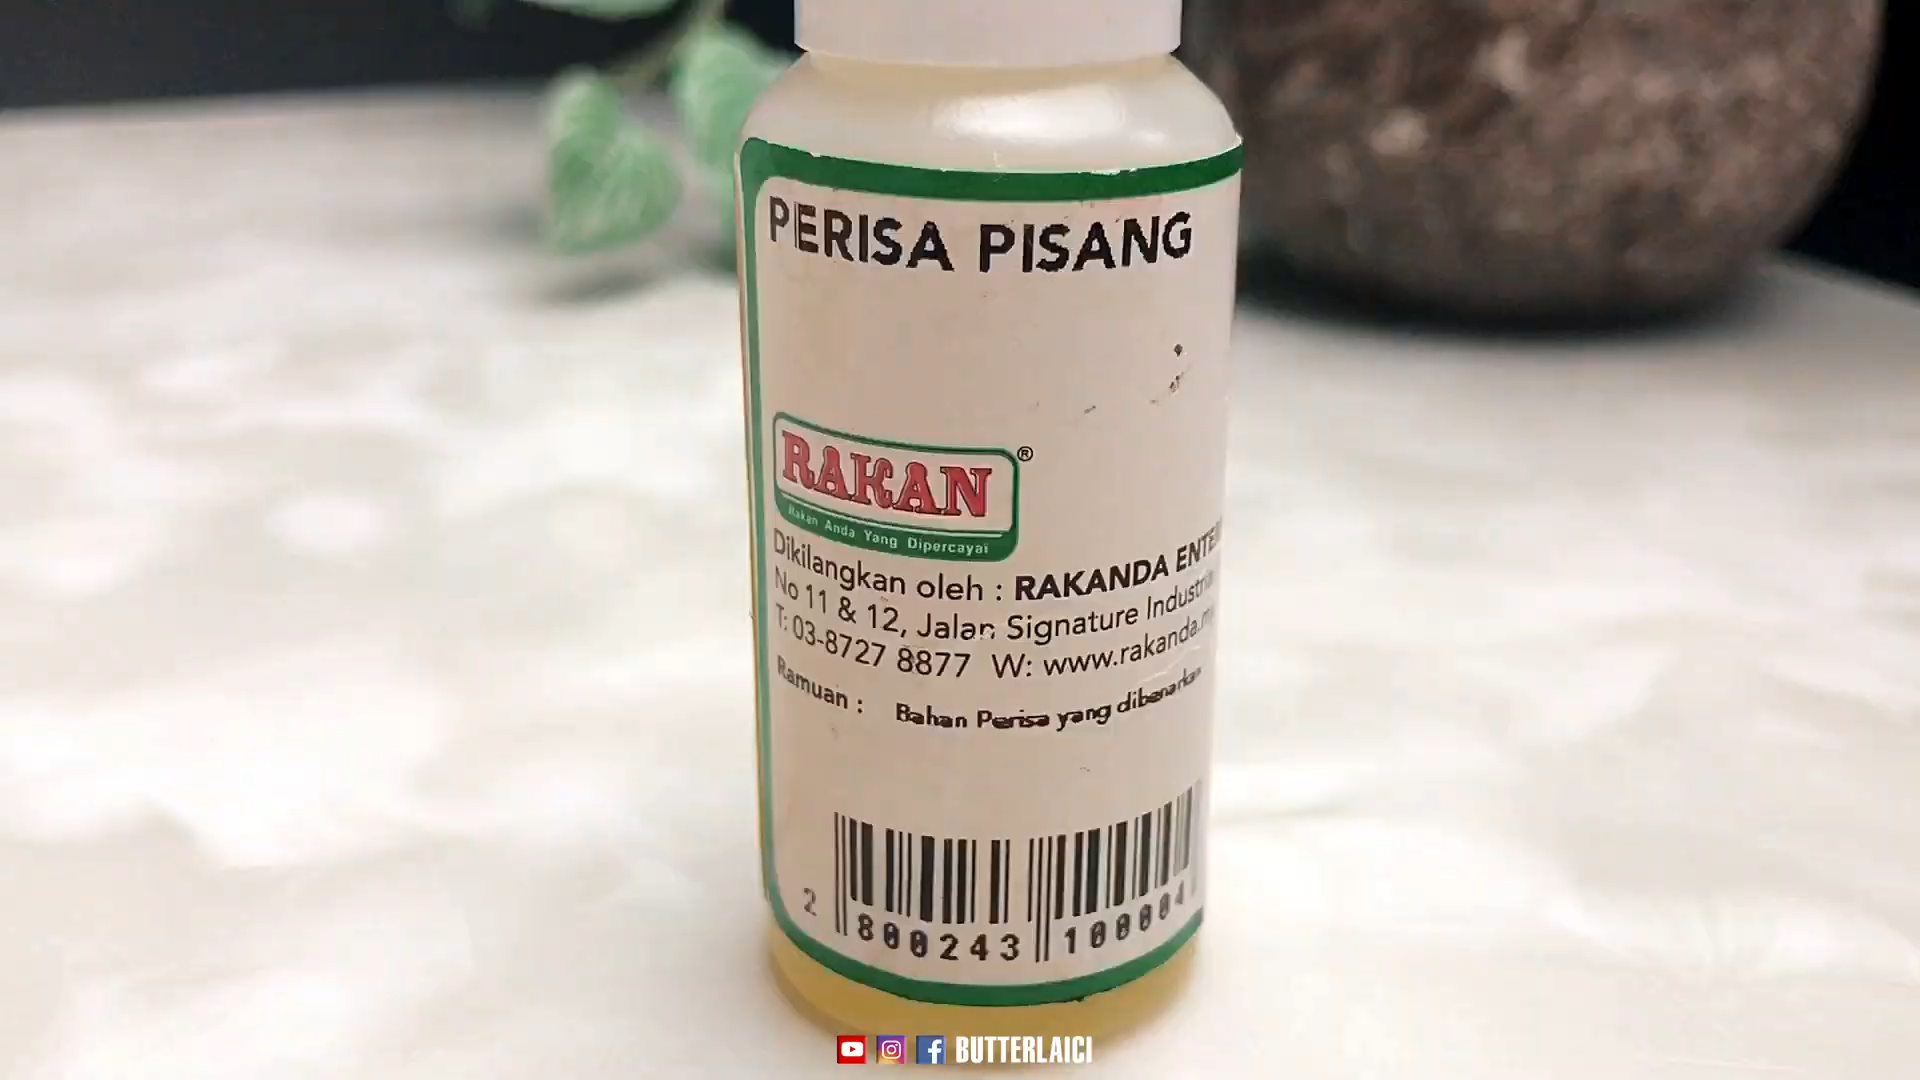 PERISA PISANG
RAKAN ®
Rakan Anda Yang Dipercayai
Dikilangkan oleh : RAKANDA
No 11 & 12, Jalan Signature
T: 03-8727 8877 W: www.rakanda.
Ramuan : Bahan Perisa yang dibenarkan
2 800243 100004
BUTTERLAICI